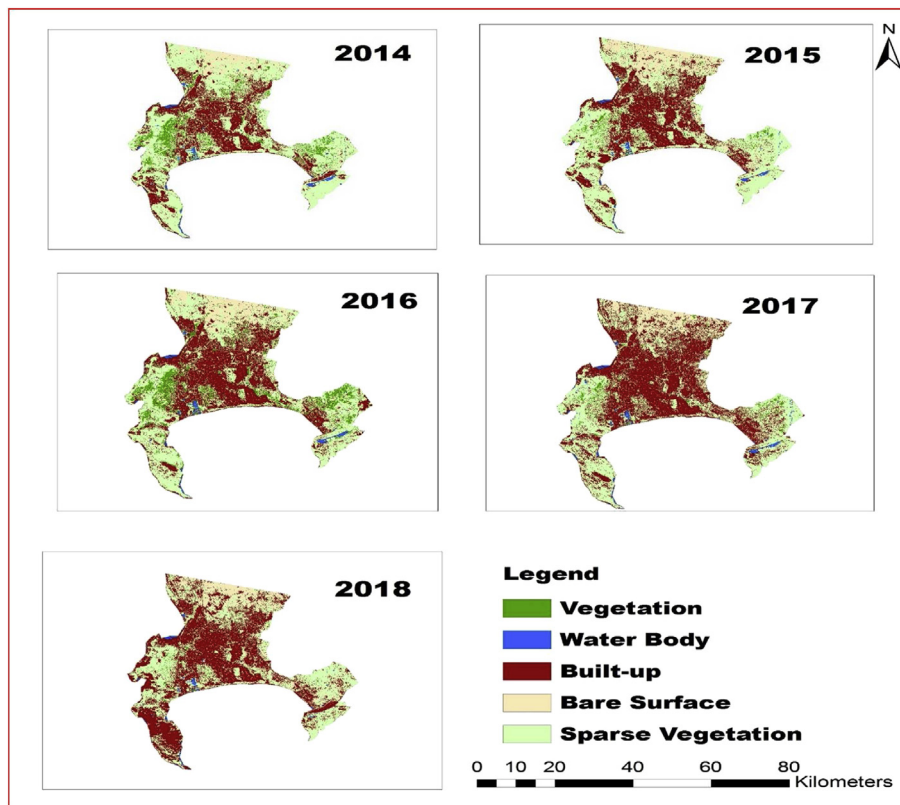 2014
2015
N
2016
2017
2018
Legend
Vegetation
Water Body
Built-up
Bare Surface
Sparse Vegetation
0 10 20 40 60 80
Kilometers